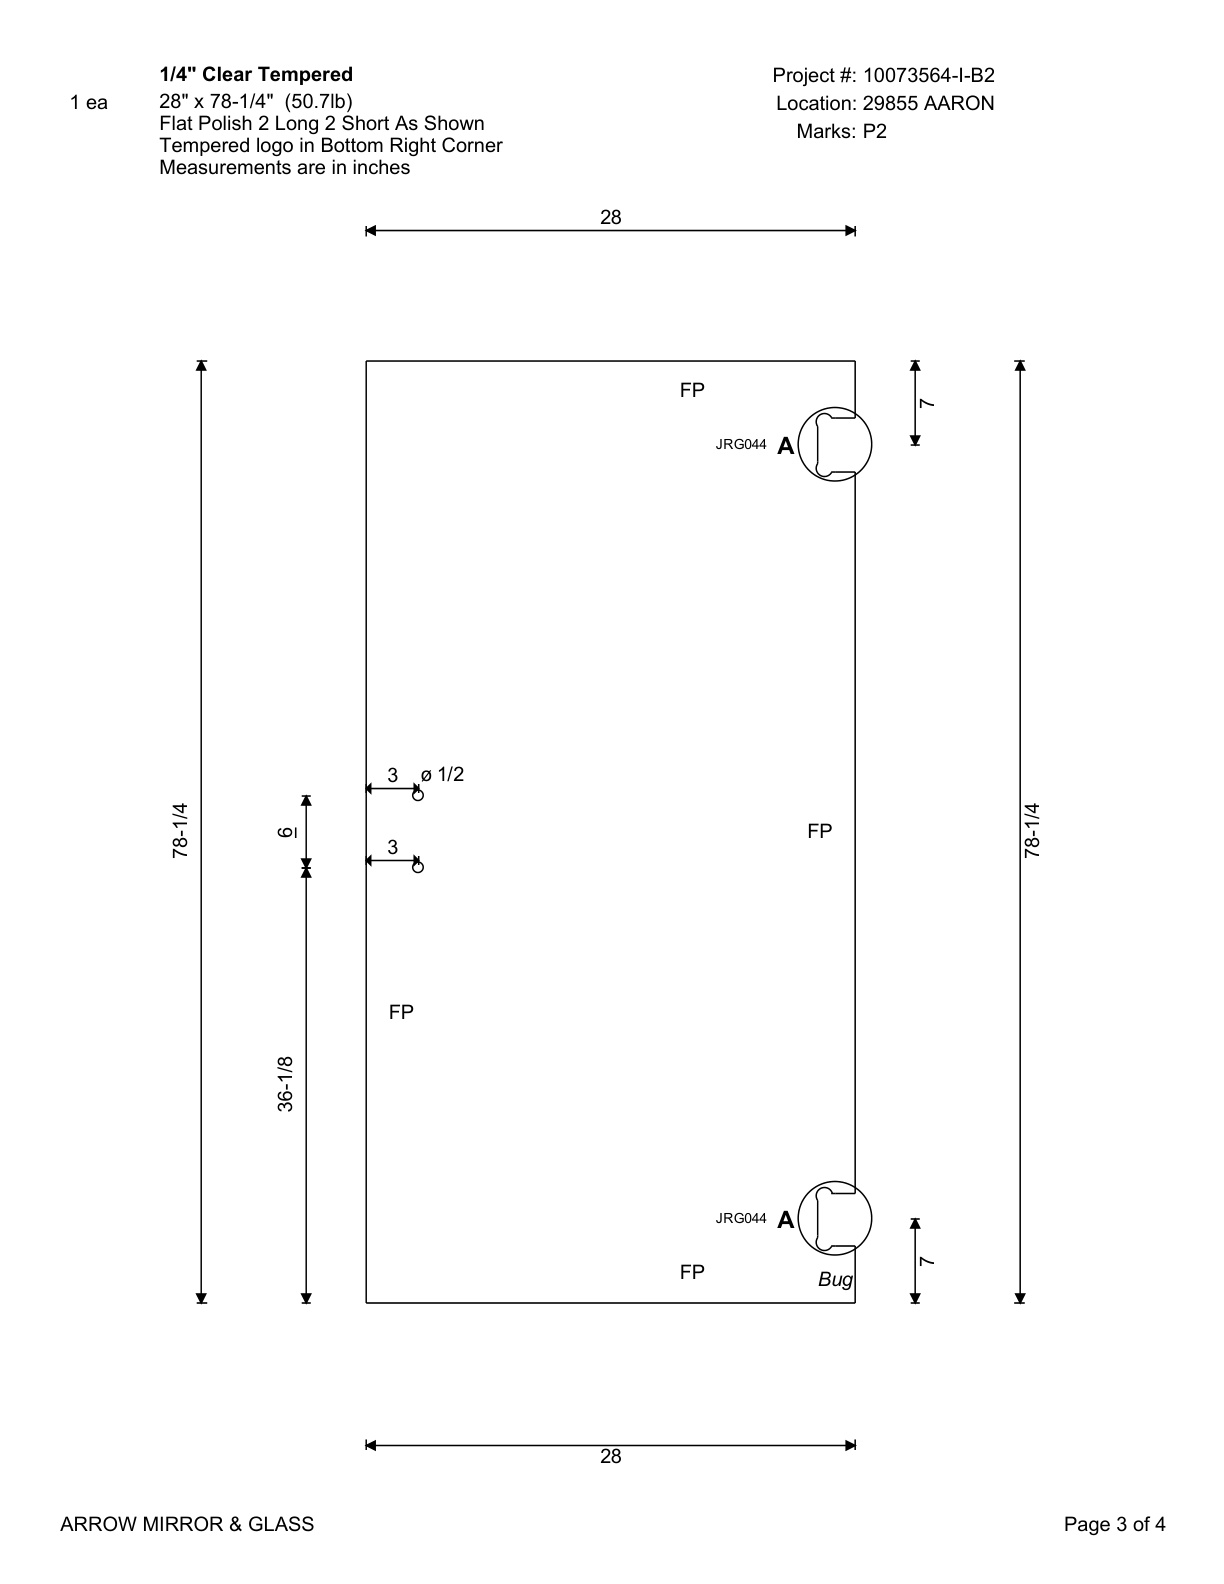 1/4" Clear Tempered
1 ea
28" x 78-1/4" (50.7lb)
Flat Polish 2 Long 2 Short As Shown
Tempered logo in Bottom Right Corner
Measurements are in inches
Project #: 10073564-I-B2
Location: 29855 AARON
Marks: P2
28
FP
7
JRG044 A
3 ø 1/2
6
3
78-1/4
FP
78-1/4
FP
36-1/8
JRG044 A
7
FP
Bug
28
ARROW MIRROR & GLASS
Page 3 of 4